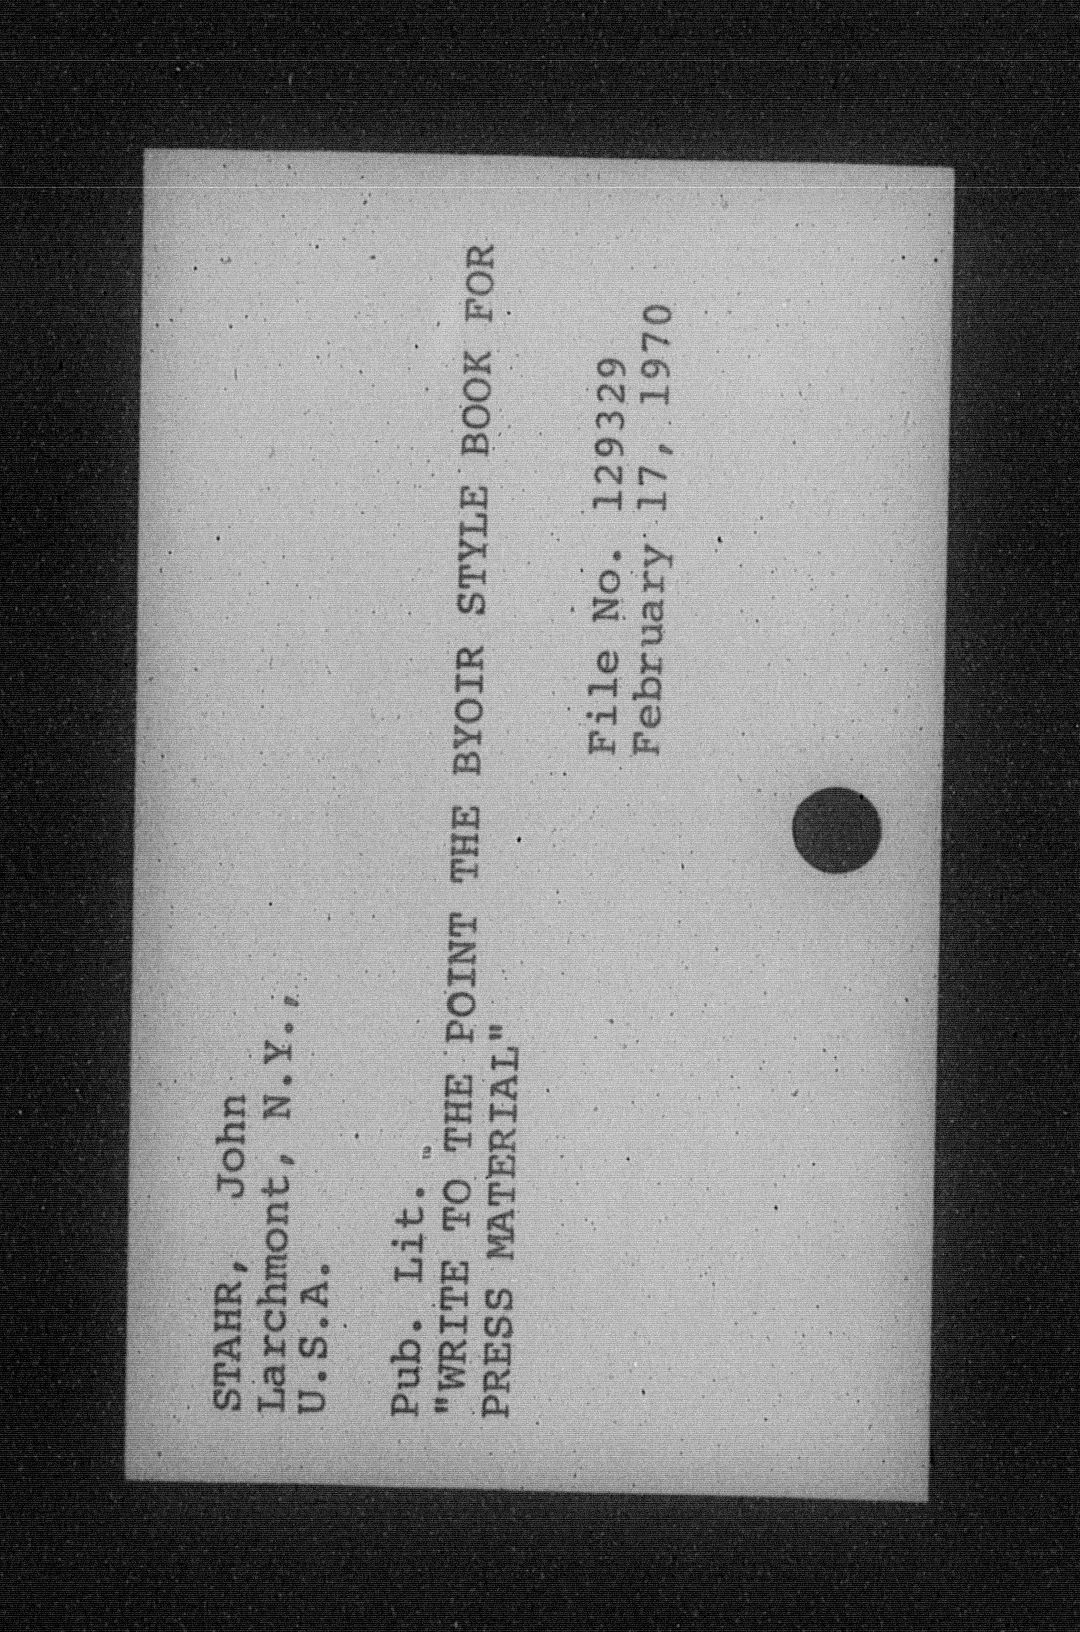 STAHR, John
Larchmont, N.Y.,
U.S.A.
Pub. Lit.
"WRITE TO THE POINT THE BYOIR STYLE BOOK FOR
PRESS MATERIAL"
File No. 129329
February 17, 1970